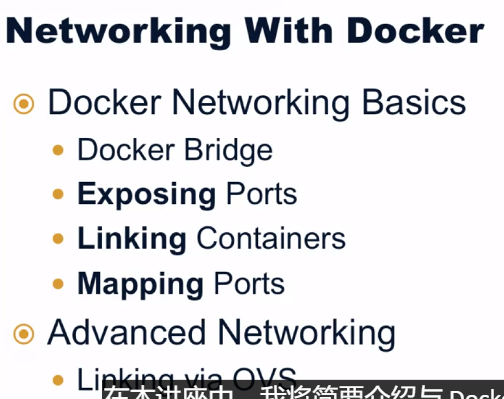 Networking With Docker
Docker Networking Basics
Docker Bridge
Exposing Ports
Linking Containers
Mapping Ports
Advanced Networking
Linking via OVS
在本讲座中，我将简要介绍与 Dock